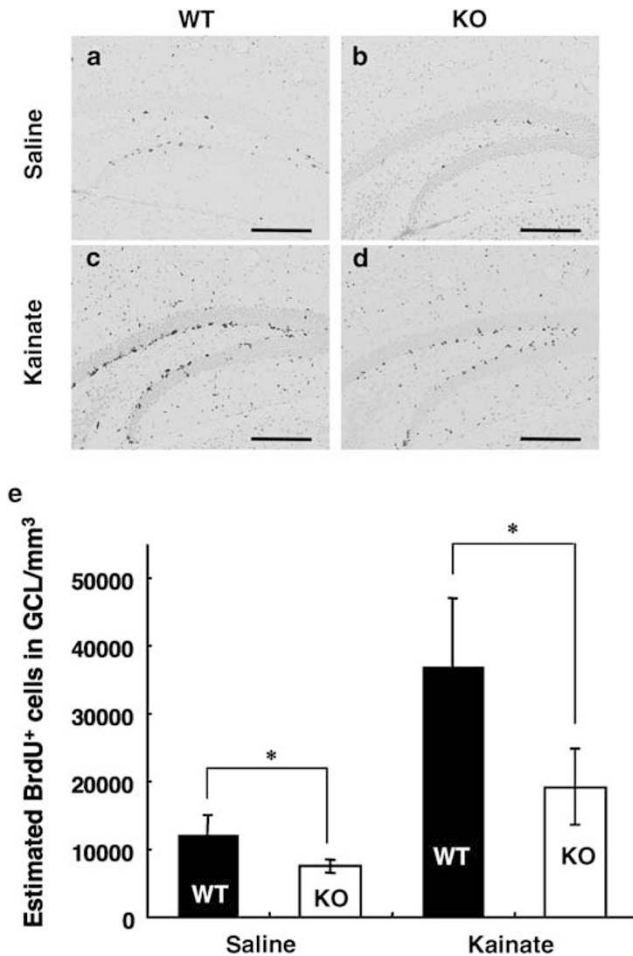 WT KO
a b
Saline
c d
Kainate
e
Estimated BrdU⁺ cells in GCL/mm³
50000
40000
30000
20000
10000
0
* *
WT KO WT KO
Saline Kainate